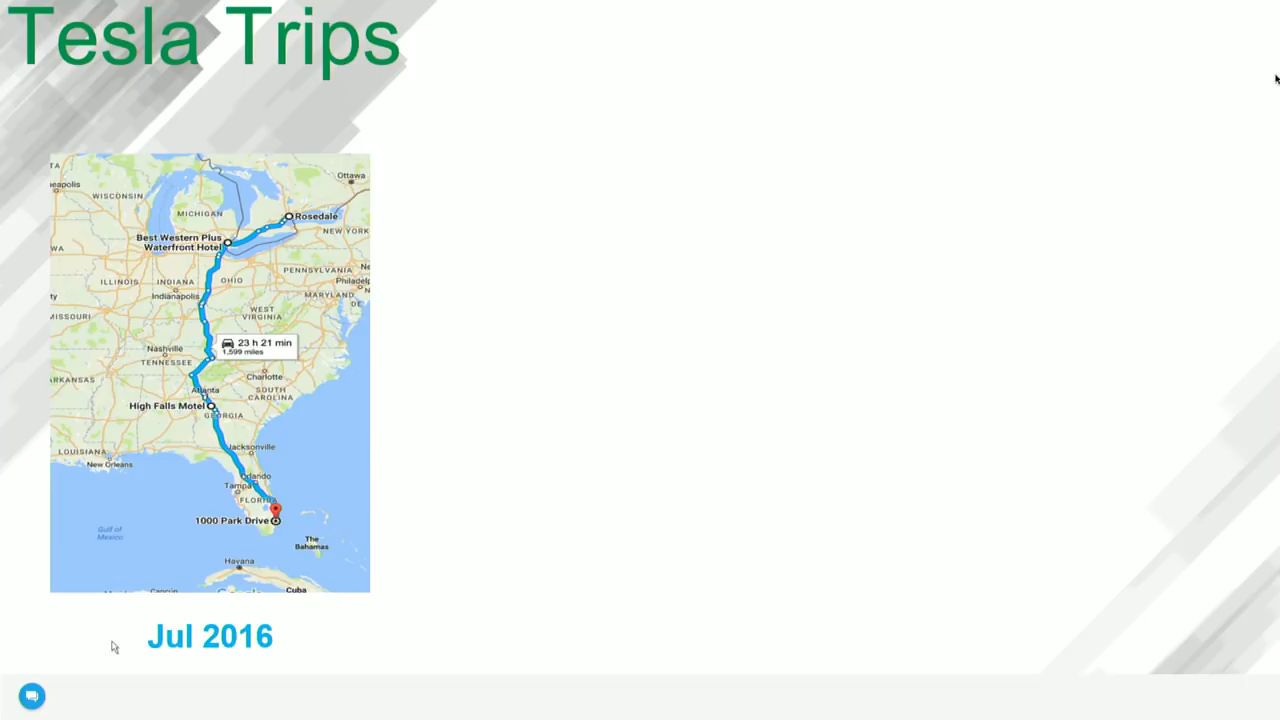 Tesla Trips
Ottawa
WISCONSIN
MICHIGAN
Rosedale
NEW YORK
Best Western Plus
Waterfront Hotel
PENNSYLVANIA
ILLINOIS
INDIANA
OHIO
Indianapolis
MARYLAND
DE
WEST
VIRGINIA
23 h 21 min
1,599 miles
Nashville
TENNESSEE
Charlotte
SOUTH
CAROLINA
Atlanta
High Falls Motel
GEORGIA
Jacksonville
LOUISIANA
New Orleans
Orlando
Tampa
FLORIDA
1000 Park Drive
Gulf of
Mexico
The
Bahamas
Havana
Cuba
Jul 2016